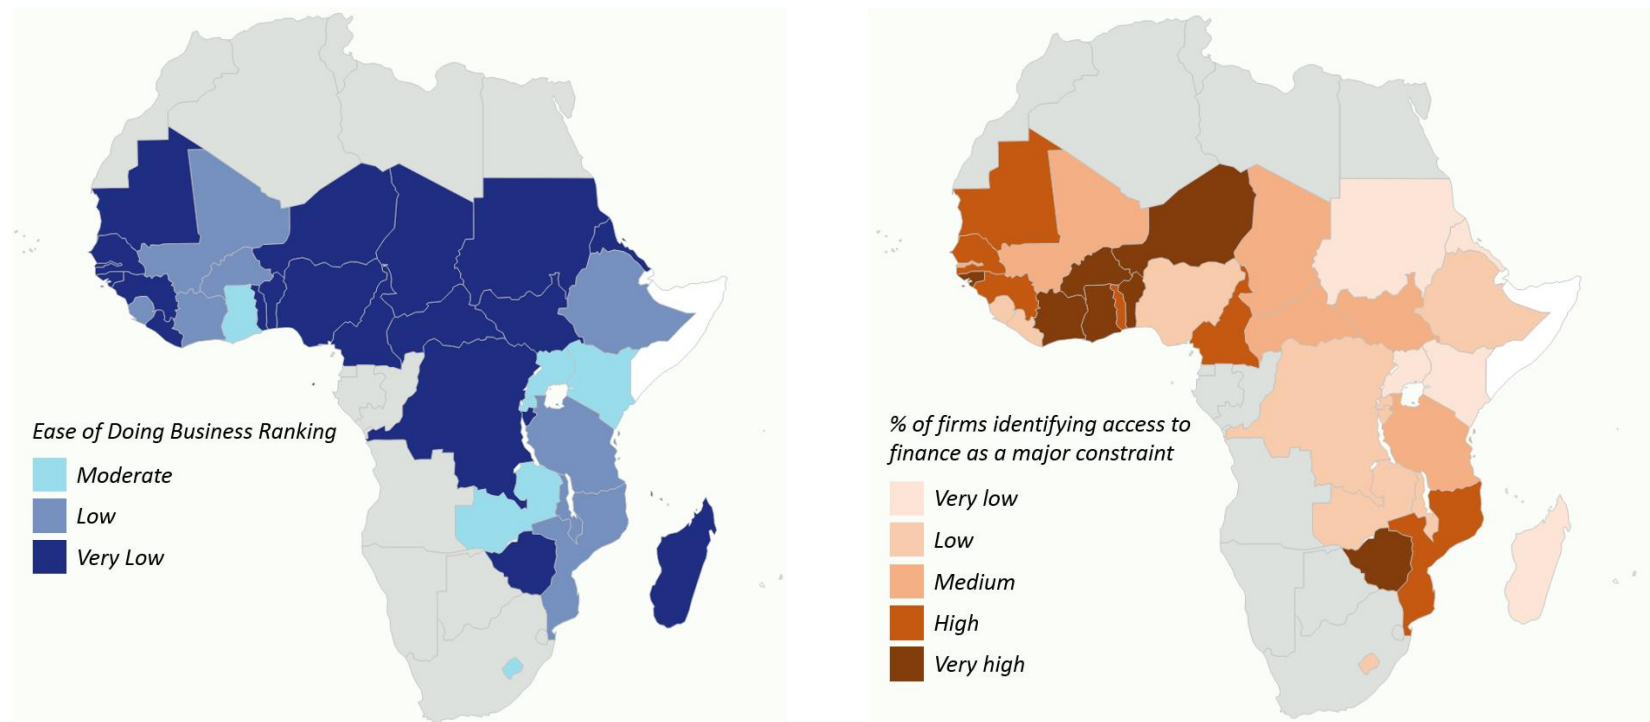 Ease of Doing Business Ranking
Moderate
Low
Very Low
% of firms identifying access to
finance as a major constraint
Very low
Low
Medium
High
Very high